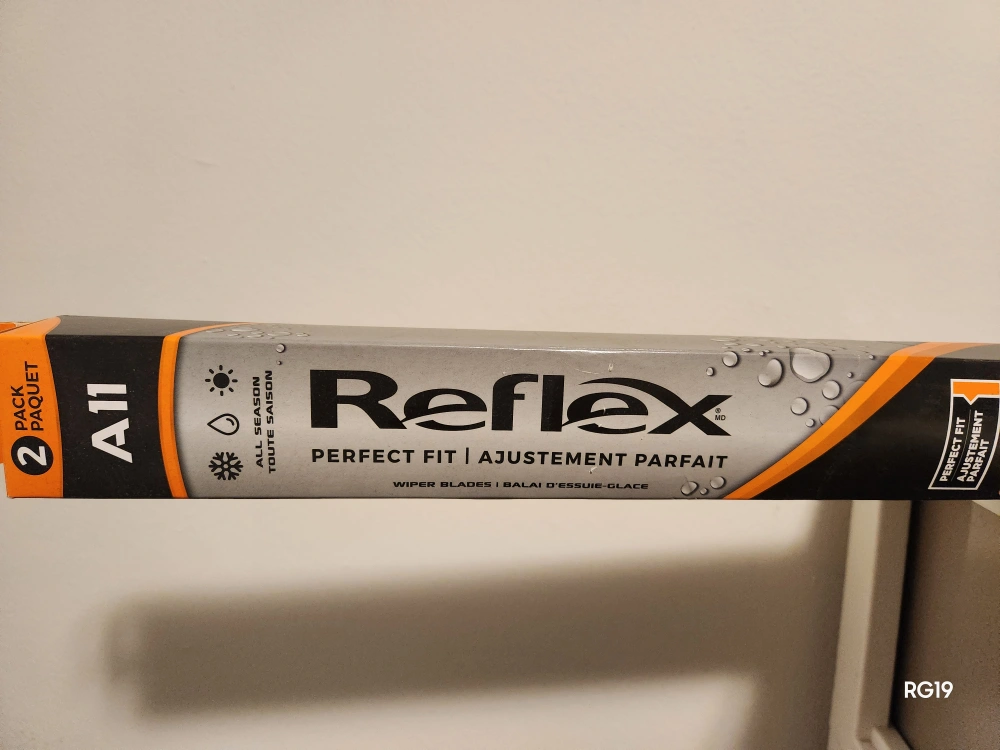 2 PACK
PAQUET
A11
ALL SEASON
TOUTE SAISON
Reflex ®
MD
PERFECT FIT | AJUSTEMENT PARFAIT
WIPER BLADES | BALAI D'ESSUIE-GLACE
PERFECT FIT
AJUSTEMENT
PARFAIT
RG19